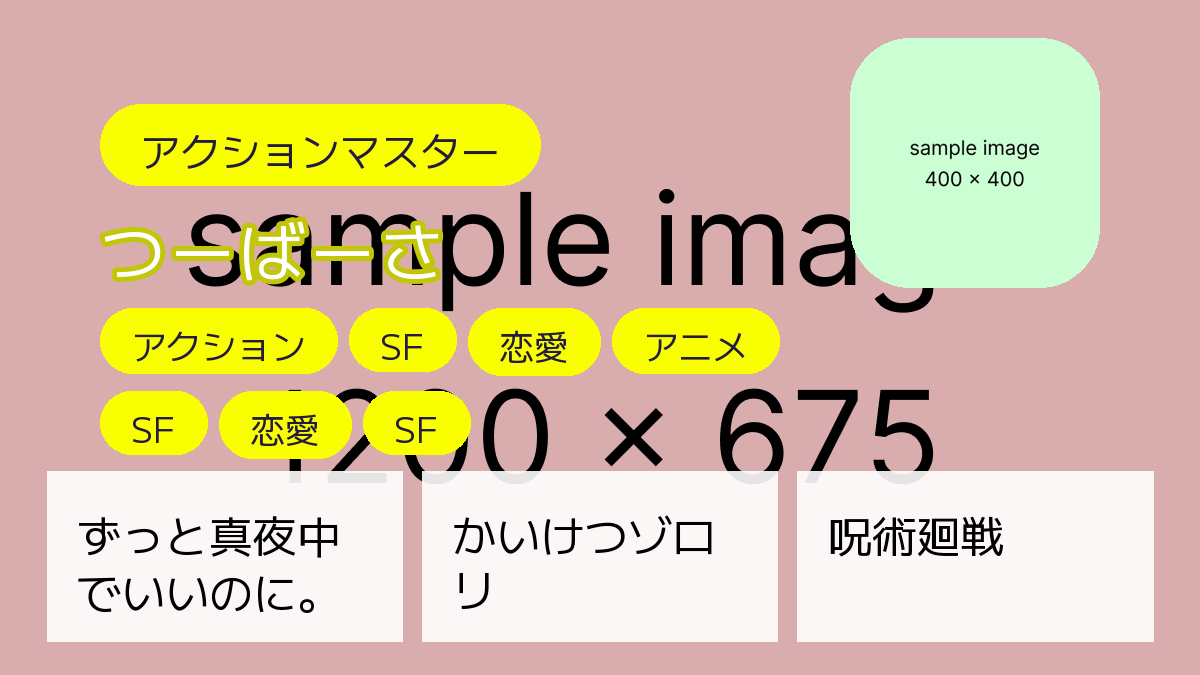 アクションマスター
sample image
400 × 400
つーばーさ
sample imag
アクション SF 恋愛 アニメ
SF 恋愛 SF
1200 × 675
ずっと真夜中
でいいのに。
かいけつゾロ
リ
呪術廻戦